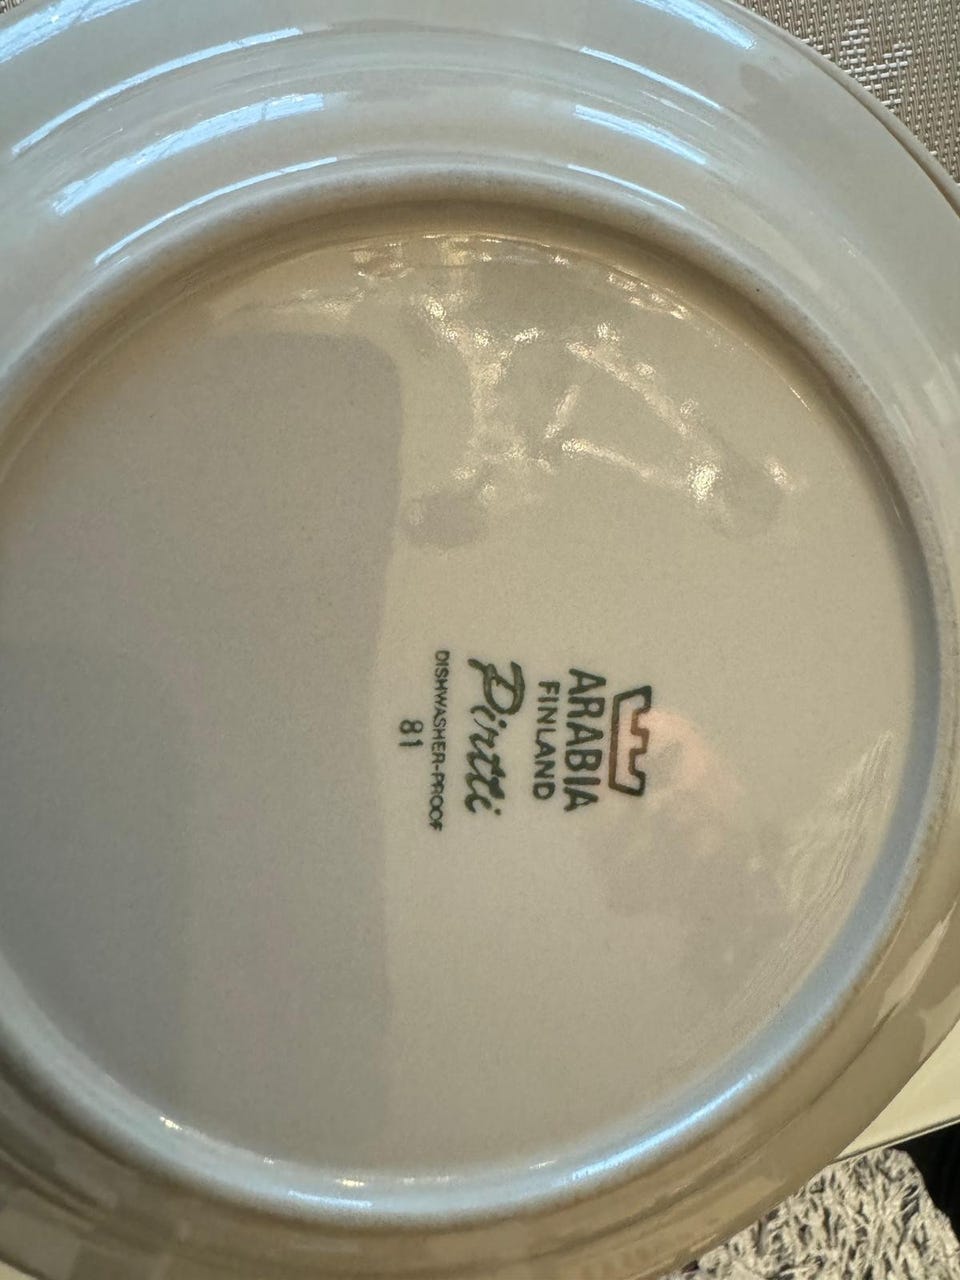 ARABIA
FINLAND
Pirtti
DISHWASHER-PROOF
81